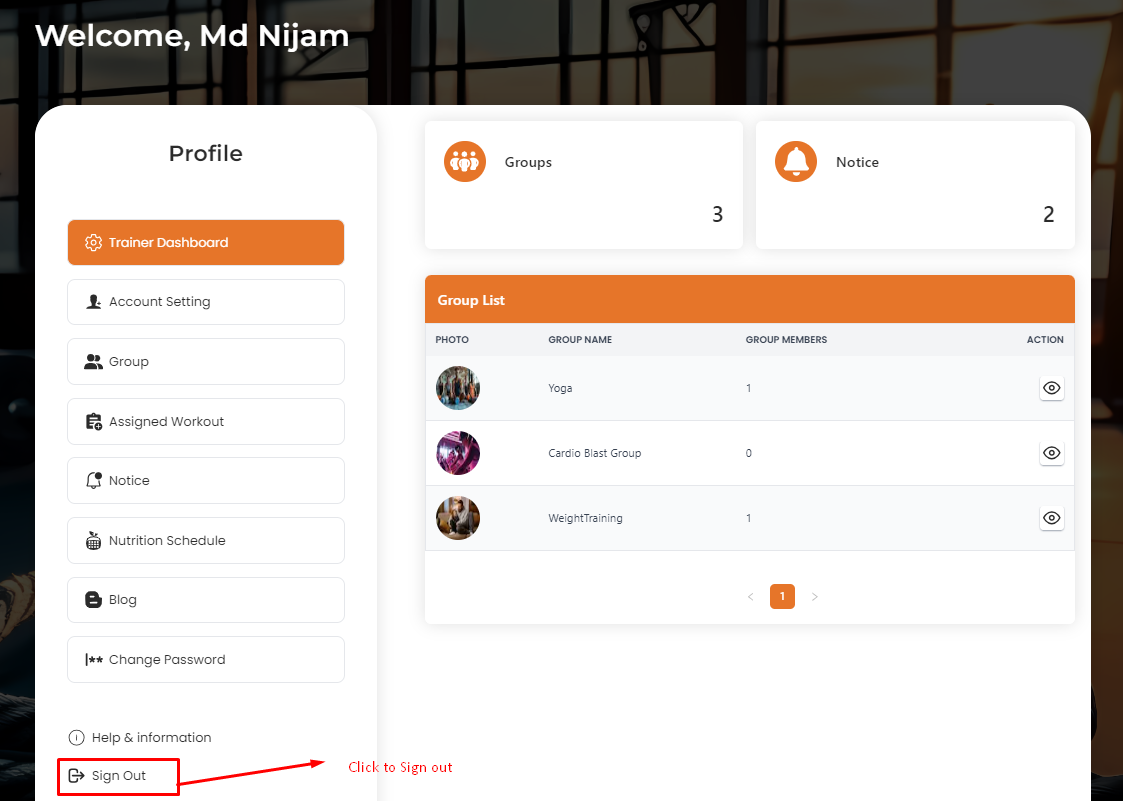 Welcome, Md Nijam
Profile
Trainer Dashboard
Account Setting
Group
Assigned Workout
Notice
Nutrition Schedule
Blog
Change Password
Help & information
Sign Out
Click to Sign out
Groups
3
Notice
2
Group List
PHOTO GROUP NAME GROUP MEMBERS ACTION
Yoga 1
Cardio Blast Group 0
WeightTraining 1
< 1 >